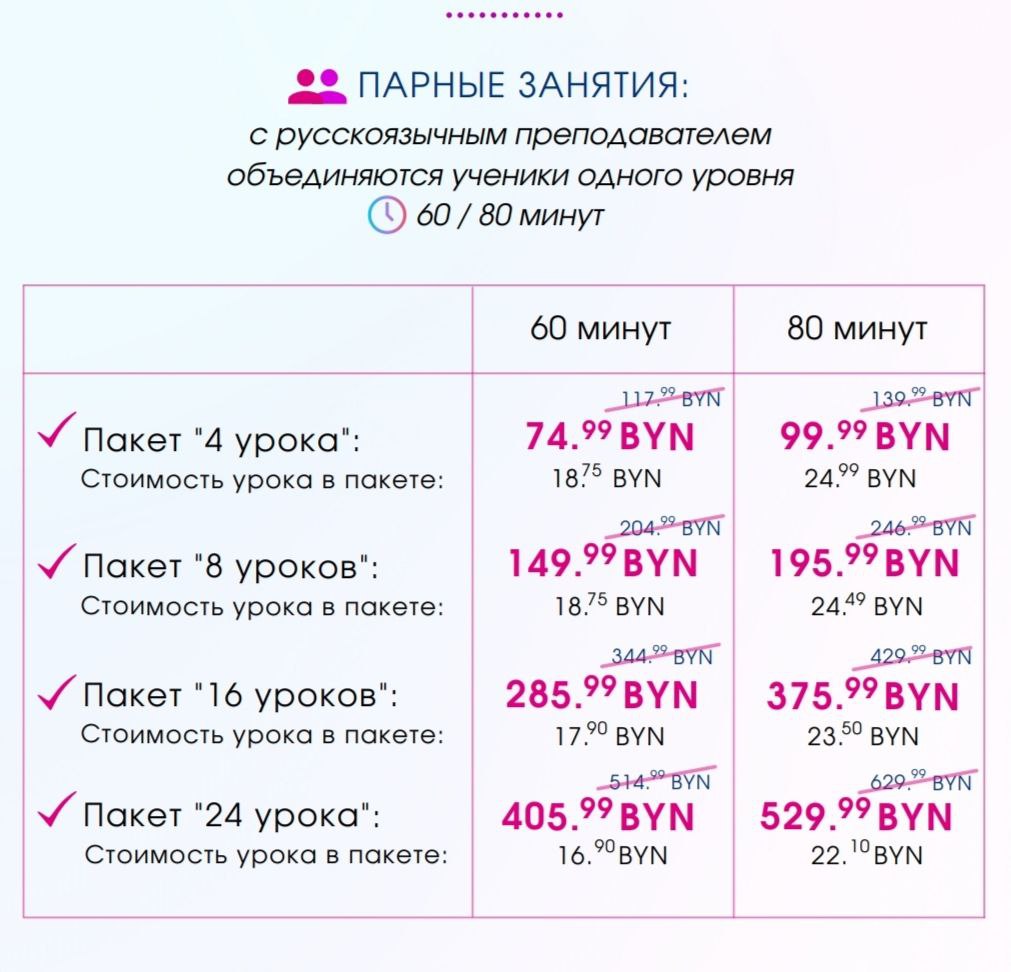 ПАРНЫЕ ЗАНЯТИЯ:
с русскоязычным преподавателем
объединяются ученики одного уровня
60 / 80 минут
60 минут 80 минут
117.99 BYN 139.99 BYN
Пакет "4 урока": 74.99 BYN 99.99 BYN
Стоимость урока в пакете: 18.75 BYN 24.99 BYN
204.99 BYN 246.99 BYN
Пакет "8 уроков": 149.99 BYN 195.99 BYN
Стоимость урока в пакете: 18.75 BYN 24.49 BYN
344.99 BYN 429.99 BYN
Пакет "16 уроков": 285.99 BYN 375.99 BYN
Стоимость урока в пакете: 17.90 BYN 23.50 BYN
514.99 BYN 629.99 BYN
Пакет "24 урока": 405.99 BYN 529.99 BYN
Стоимость урока в пакете: 16.90 BYN 22.10 BYN